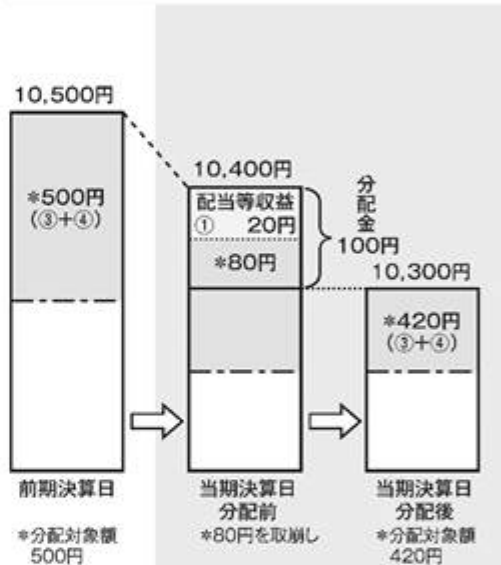 10,500円
*500円
(③+④)
前期決算日
*分配対象額
500円
10,400円
配当等収益
① 20円
*80円
分配金
100円
当期決算日
分配前
*80円を取崩し
10,300円
*420円
(③+④)
当期決算日
分配後
*分配対象額
420円